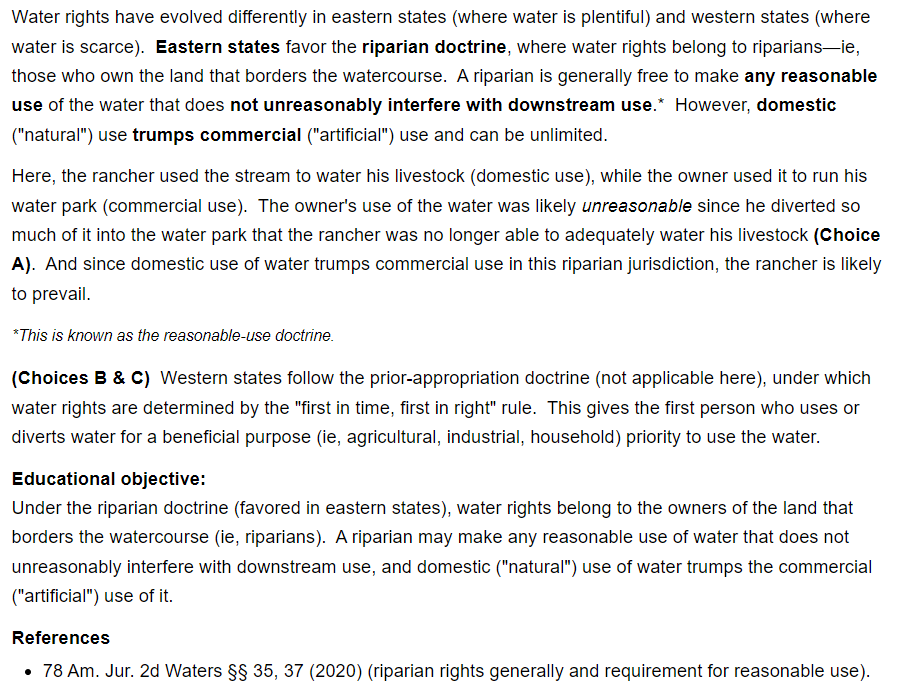 Water rights have evolved differently in eastern states (where water is plentiful) and western states (where
water is scarce).  Eastern states favor the riparian doctrine, where water rights belong to riparians—ie,
those who own the land that borders the watercourse.  A riparian is generally free to make any reasonable
use of the water that does not unreasonably interfere with downstream use.*  However, domestic
("natural") use trumps commercial ("artificial") use and can be unlimited.
Here, the rancher used the stream to water his livestock (domestic use), while the owner used it to run his
water park (commercial use).  The owner's use of the water was likely unreasonable since he diverted so
much of it into the water park that the rancher was no longer able to adequately water his livestock (Choice
A).  And since domestic use of water trumps commercial use in this riparian jurisdiction, the rancher is likely
to prevail.
*This is known as the reasonable-use doctrine.
(Choices B & C)  Western states follow the prior-appropriation doctrine (not applicable here), under which
water rights are determined by the "first in time, first in right" rule.  This gives the first person who uses or
diverts water for a beneficial purpose (ie, agricultural, industrial, household) priority to use the water.
Educational objective:
Under the riparian doctrine (favored in eastern states), water rights belong to the owners of the land that
borders the watercourse (ie, riparians).  A riparian may make any reasonable use of water that does not
unreasonably interfere with downstream use, and domestic ("natural") use of water trumps the commercial
("artificial") use of it.
References
• 78 Am. Jur. 2d Waters §§ 35, 37 (2020) (riparian rights generally and requirement for reasonable use).